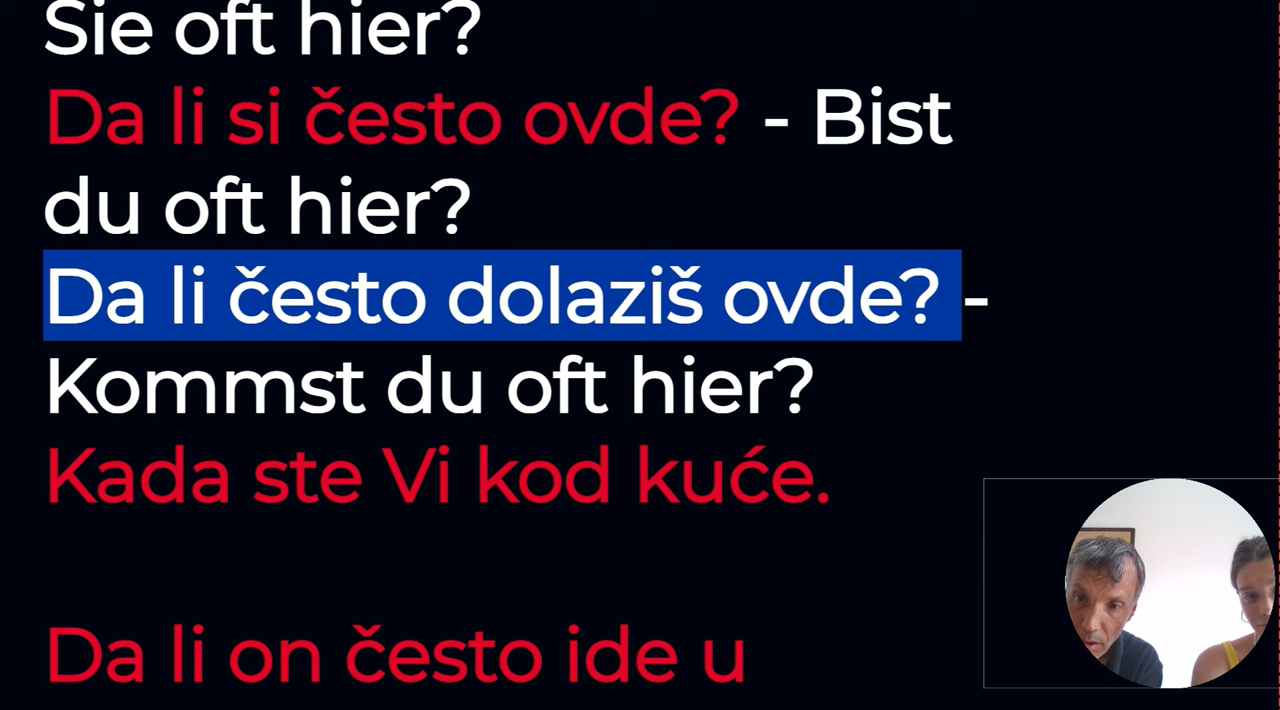 Sie oft hier?
Da li si često ovde? - Bist
du oft hier?
Da li često dolaziš ovde? -
Kommst du oft hier?
Kada ste Vi kod kuće.
Da li on često ide u